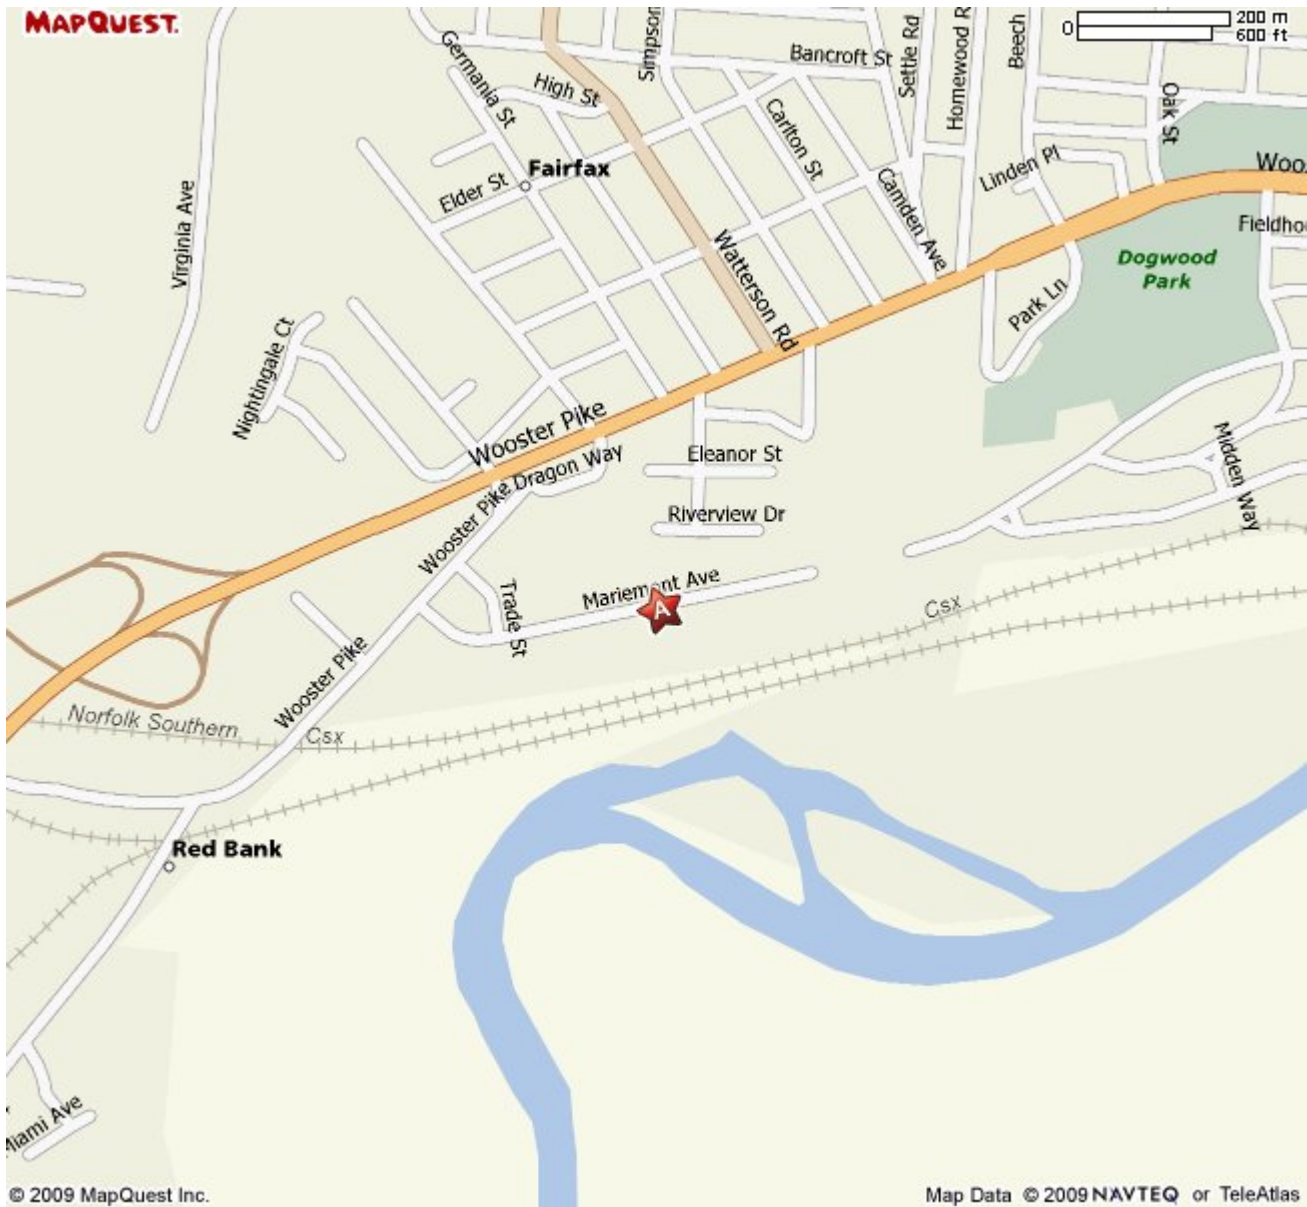 MAPQUEST.
200 m
0
600 ft
Germania St
Simpson
Bancroft St
Settle Rd
Homewood R
Beech
High St
Carlton St
Oak St
Fairfax
Linden Pl
Woo
Elder St
Camden Ave
Virginia Ave
Fieldho
Watterson Rd
Dogwood
Park
Park Ln
Nightingale Ct
Wooster Pike
Eleanor St
Dragon Way
Midden Way
Wooster Pike
Riverview Dr
Mariemont Ave
A
Trade St
Csx
Wooster Pike
Norfolk Southern
Csx
Red Bank
Miami Ave
© 2009 MapQuest Inc.
Map Data © 2009 NAVTEQ or TeleAtlas